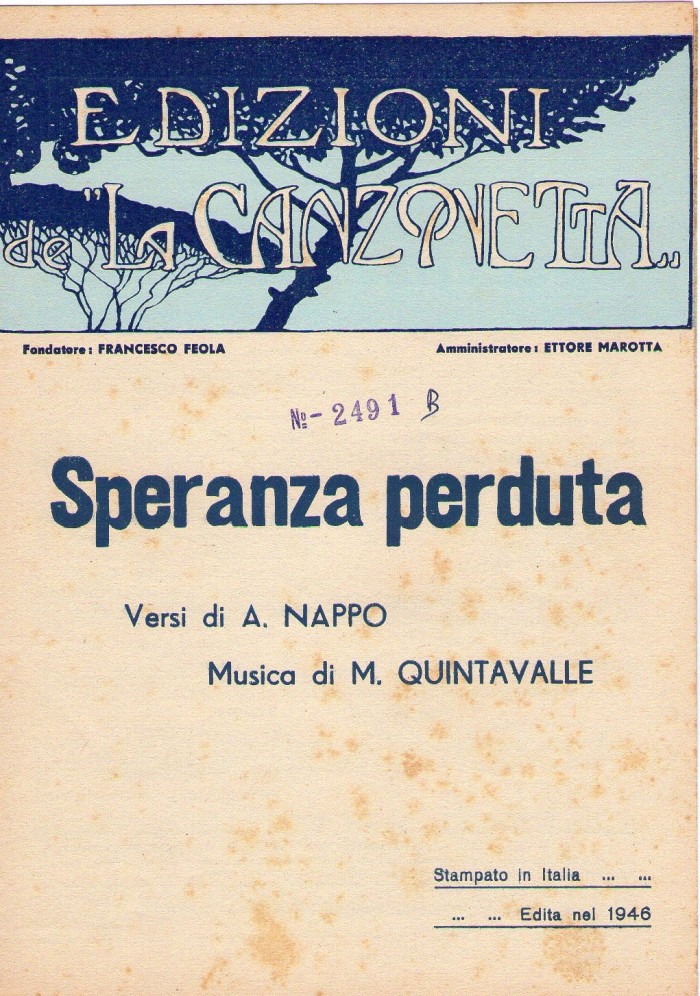 EDIZIONI
de "LA CANZONETTA„
Fondatore: FRANCESCO FEOLA
Amministratore: ETTORE MAROTTA
No - 2491 B
Speranza perduta
Versi di A. NAPPO
Musica di M. QUINTAVALLE
Stampato in Italia ... ...
... ... Edita nel 1946